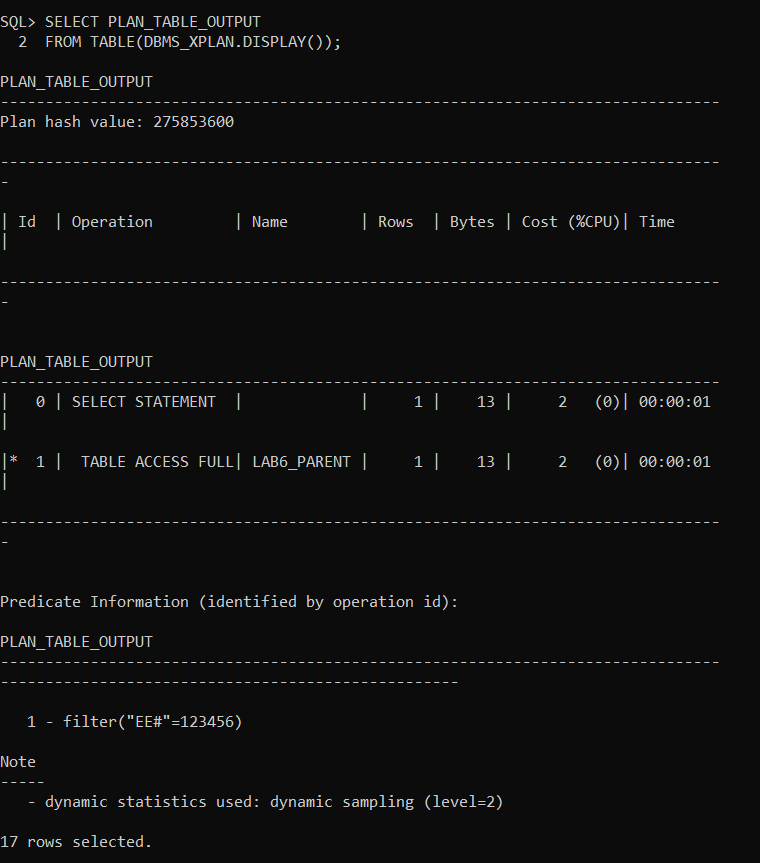 SQL> SELECT PLAN_TABLE_OUTPUT
  2  FROM TABLE(DBMS_XPLAN.DISPLAY());
PLAN_TABLE_OUTPUT
--------------------------------------------------------------------------------
Plan hash value: 275853600
--------------------------------------------------------------------------------
-
| Id  | Operation         | Name        | Rows  | Bytes | Cost (%CPU)| Time
|
--------------------------------------------------------------------------------
-
PLAN_TABLE_OUTPUT
--------------------------------------------------------------------------------
|   0 | SELECT STATEMENT  |             |     1 |    13 |     2   (0)| 00:00:01
|
|*  1 |  TABLE ACCESS FULL| LAB6_PARENT |     1 |    13 |     2   (0)| 00:00:01
|
--------------------------------------------------------------------------------
-
Predicate Information (identified by operation id):
PLAN_TABLE_OUTPUT
--------------------------------------------------------------------------------
---------------------------------------------------
   1 - filter("EE#"=123456)
Note
-----
   - dynamic statistics used: dynamic sampling (level=2)
17 rows selected.